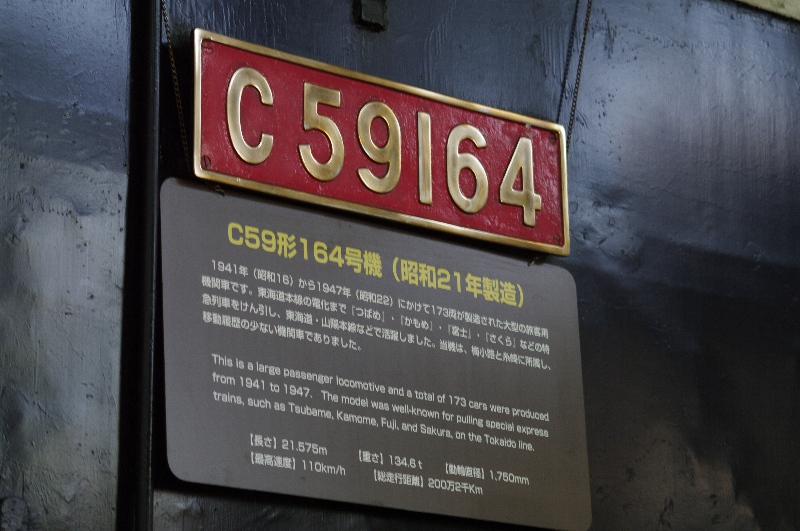 C59164
C59形164号機（昭和21年製造）
1941年（昭和16）から1947年（昭和22）にかけて173両が製造された大型の旅客用
機関車です。東海道本線の電化まで「つばめ」・「かもめ」・「富士」・「さくら」などの特
急列車をけん引し、東海道・山陽本線などで活躍しました。当機は、梅小路と糸崎に所属し、
移動履歴の少ない機関車でありました。
This is a large passenger locomotive and a total of 173 cars were produced
from 1941 to 1947. The model was well-known for pulling special express
trains, such as Tsubame, Kamome, Fuji, and Sakura, on the Tokaido line.
【長さ】21.575m 【重さ】134.6t 【動輪直径】1,750mm
【最高速度】110km/h 【総走行距離】200万2千Km